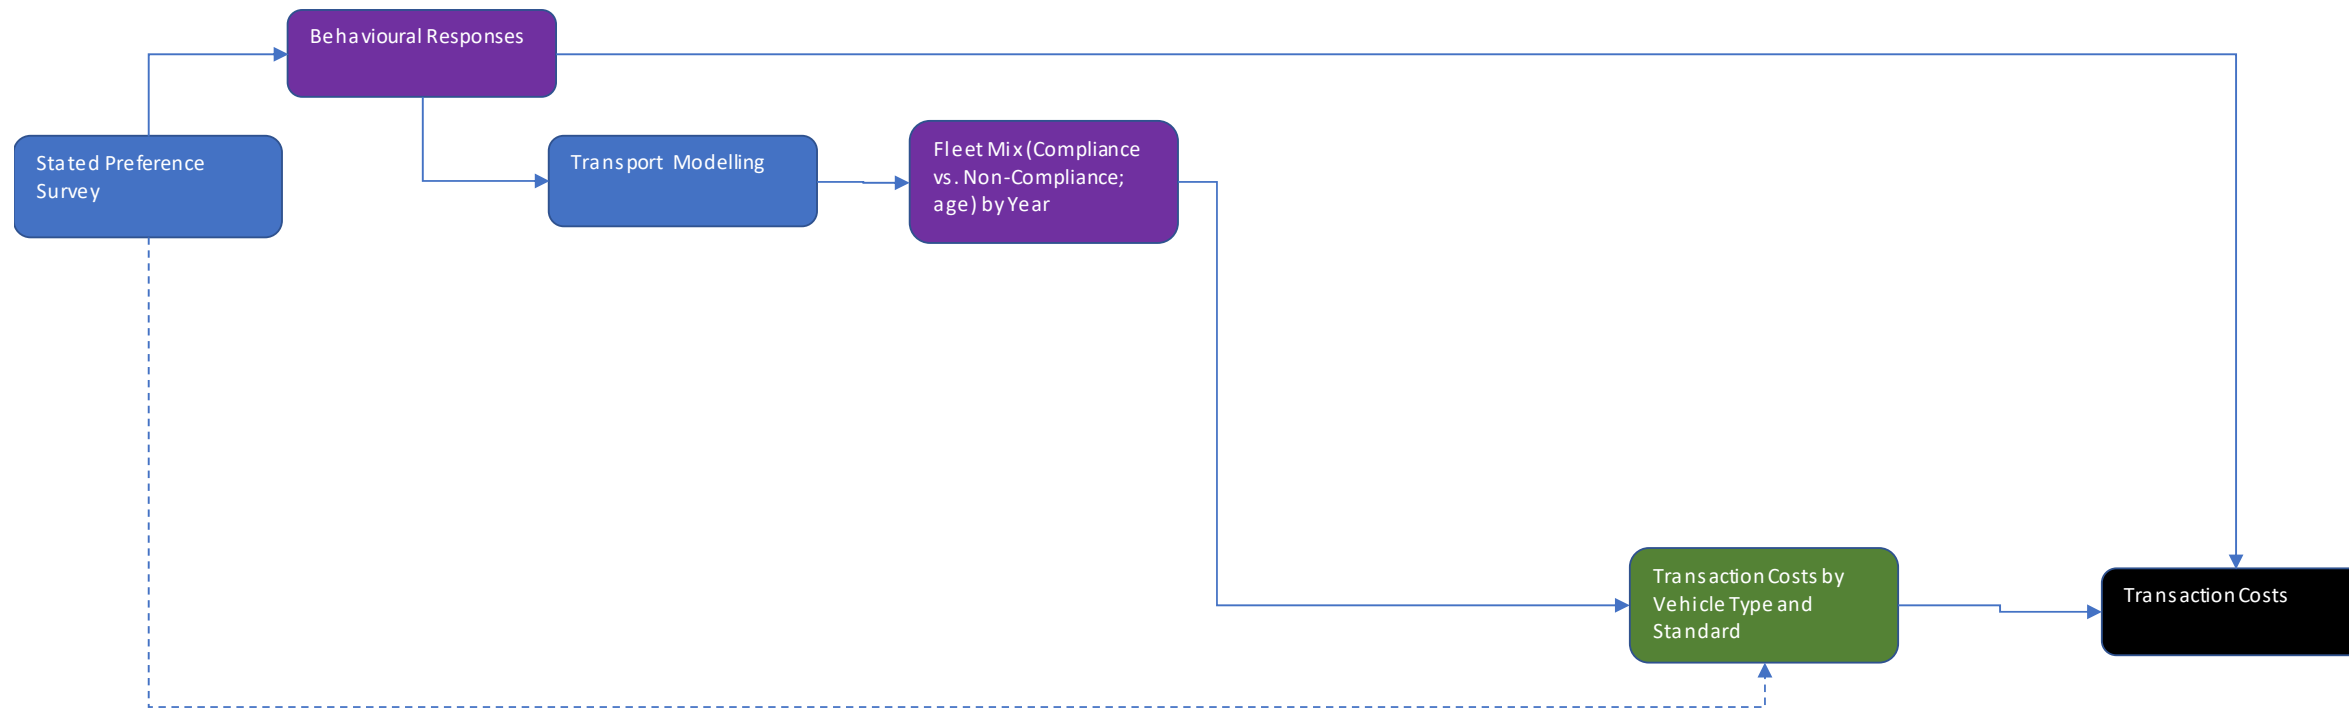 Behavioural Responses
Stated Preference
Survey
Transport Modelling
Fleet Mix (Compliance
vs. Non-Compliance;
age) by Year
Transaction Costs by
Vehicle Type and
Standard
Transaction Costs